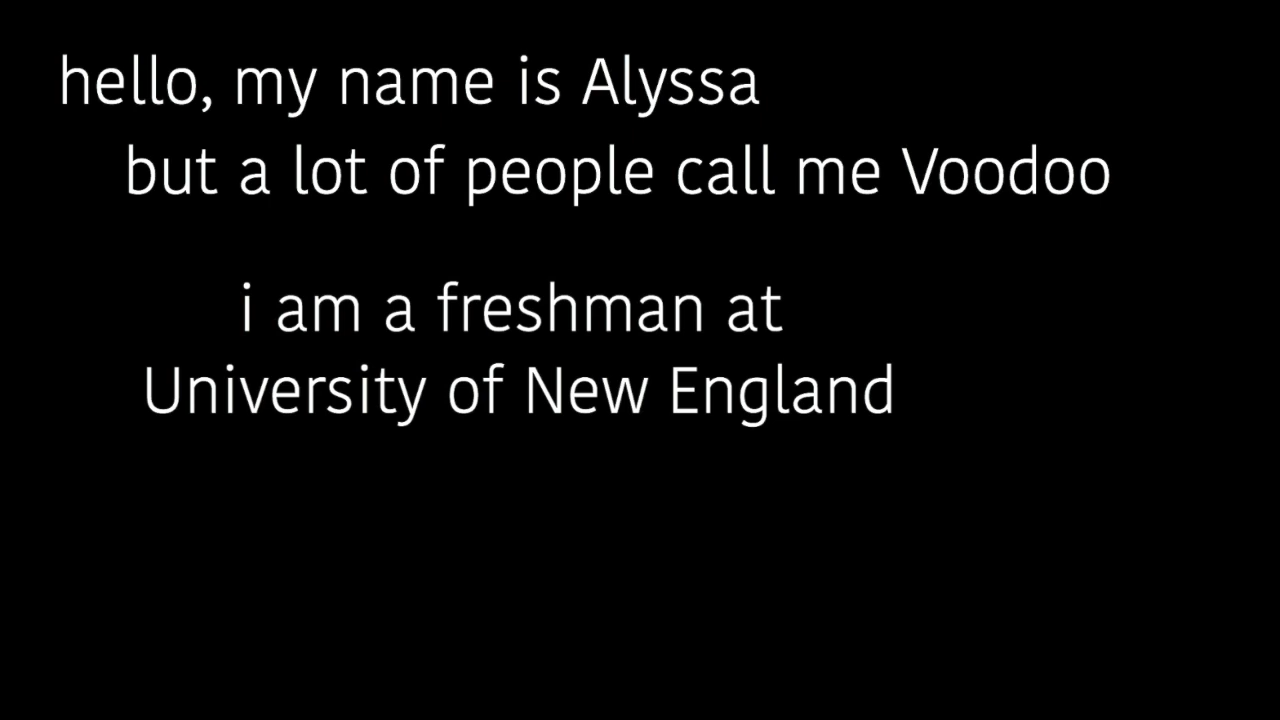 hello, my name is Alyssa
but a lot of people call me Voodoo
i am a freshman at
University of New England